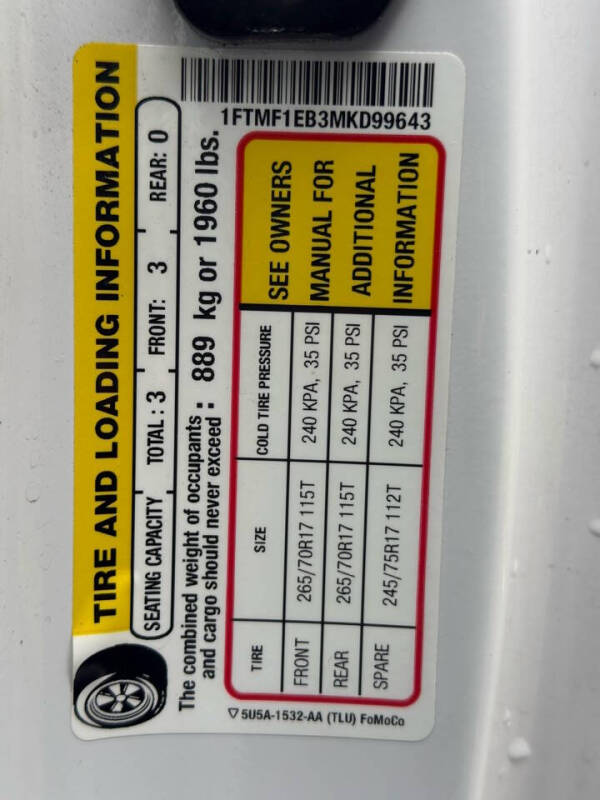 TIRE AND LOADING INFORMATION
SEATING CAPACITY TOTAL : 3 FRONT: 3 REAR: 0
The combined weight of occupants
and cargo should never exceed : 889 kg or 1960 lbs.
1FTMF1EB3MKD99643
TIRE SIZE COLD TIRE PRESSURE
FRONT 265/70R17 115T 240 KPA, 35 PSI
REAR 265/70R17 115T 240 KPA, 35 PSI
SPARE 245/75R17 112T 240 KPA, 35 PSI
SEE OWNERS
MANUAL FOR
ADDITIONAL
INFORMATION
▽ 5U5A-1532-AA (TLU) FoMoCo